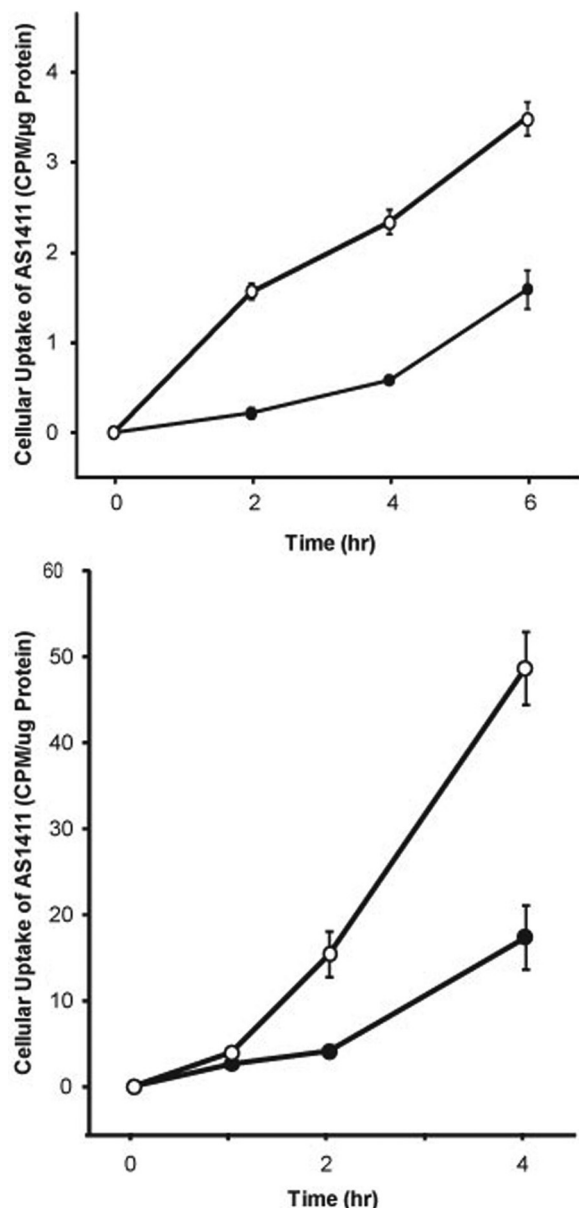 Cellular Uptake of AS1411 (CPM/µg Protein)
4
3
2
1
0
0 2 4 6
Time (hr)
Cellular Uptake of AS1411 (CPM/ug Protein)
60
50
40
30
20
10
0
0 2 4
Time (hr)